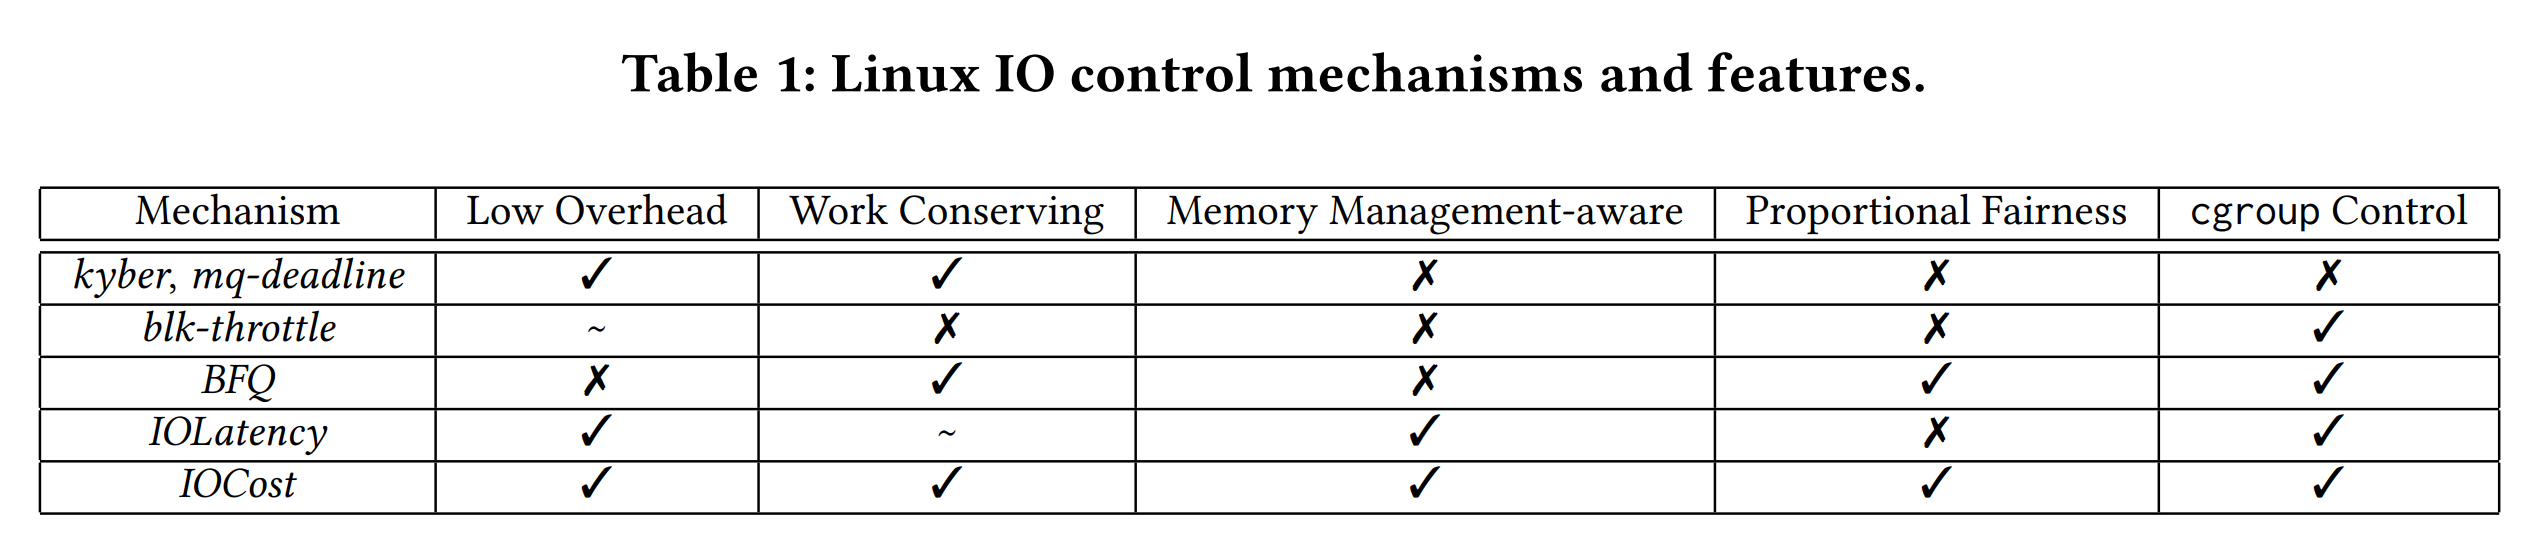 Table 1: Linux IO control mechanisms and features.
Mechanism Low Overhead Work Conserving Memory Management-aware Proportional Fairness cgroup Control
kyber, mq-deadline ✓ ✓ ✗ ✗ ✗
blk-throttle ~ ✗ ✗ ✗ ✓
BFQ ✗ ✓ ✗ ✓ ✓
IOLatency ✓ ~ ✓ ✗ ✓
IOCost ✓ ✓ ✓ ✓ ✓